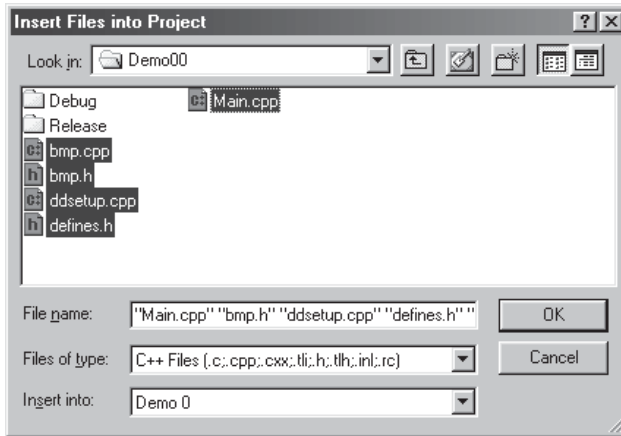 Insert Files into Project
Look in: Demo00
Debug
Release
bmp.cpp
bmp.h
ddsetup.cpp
defines.h
Main.cpp
File name: "Main.cpp" "bmp.h" "ddsetup.cpp" "defines.h" "
OK
Files of type: C++ Files (.c;.cpp;.cxx;.tli;.h;.tlh;.inl;.rc)
Cancel
Insert into: Demo 0